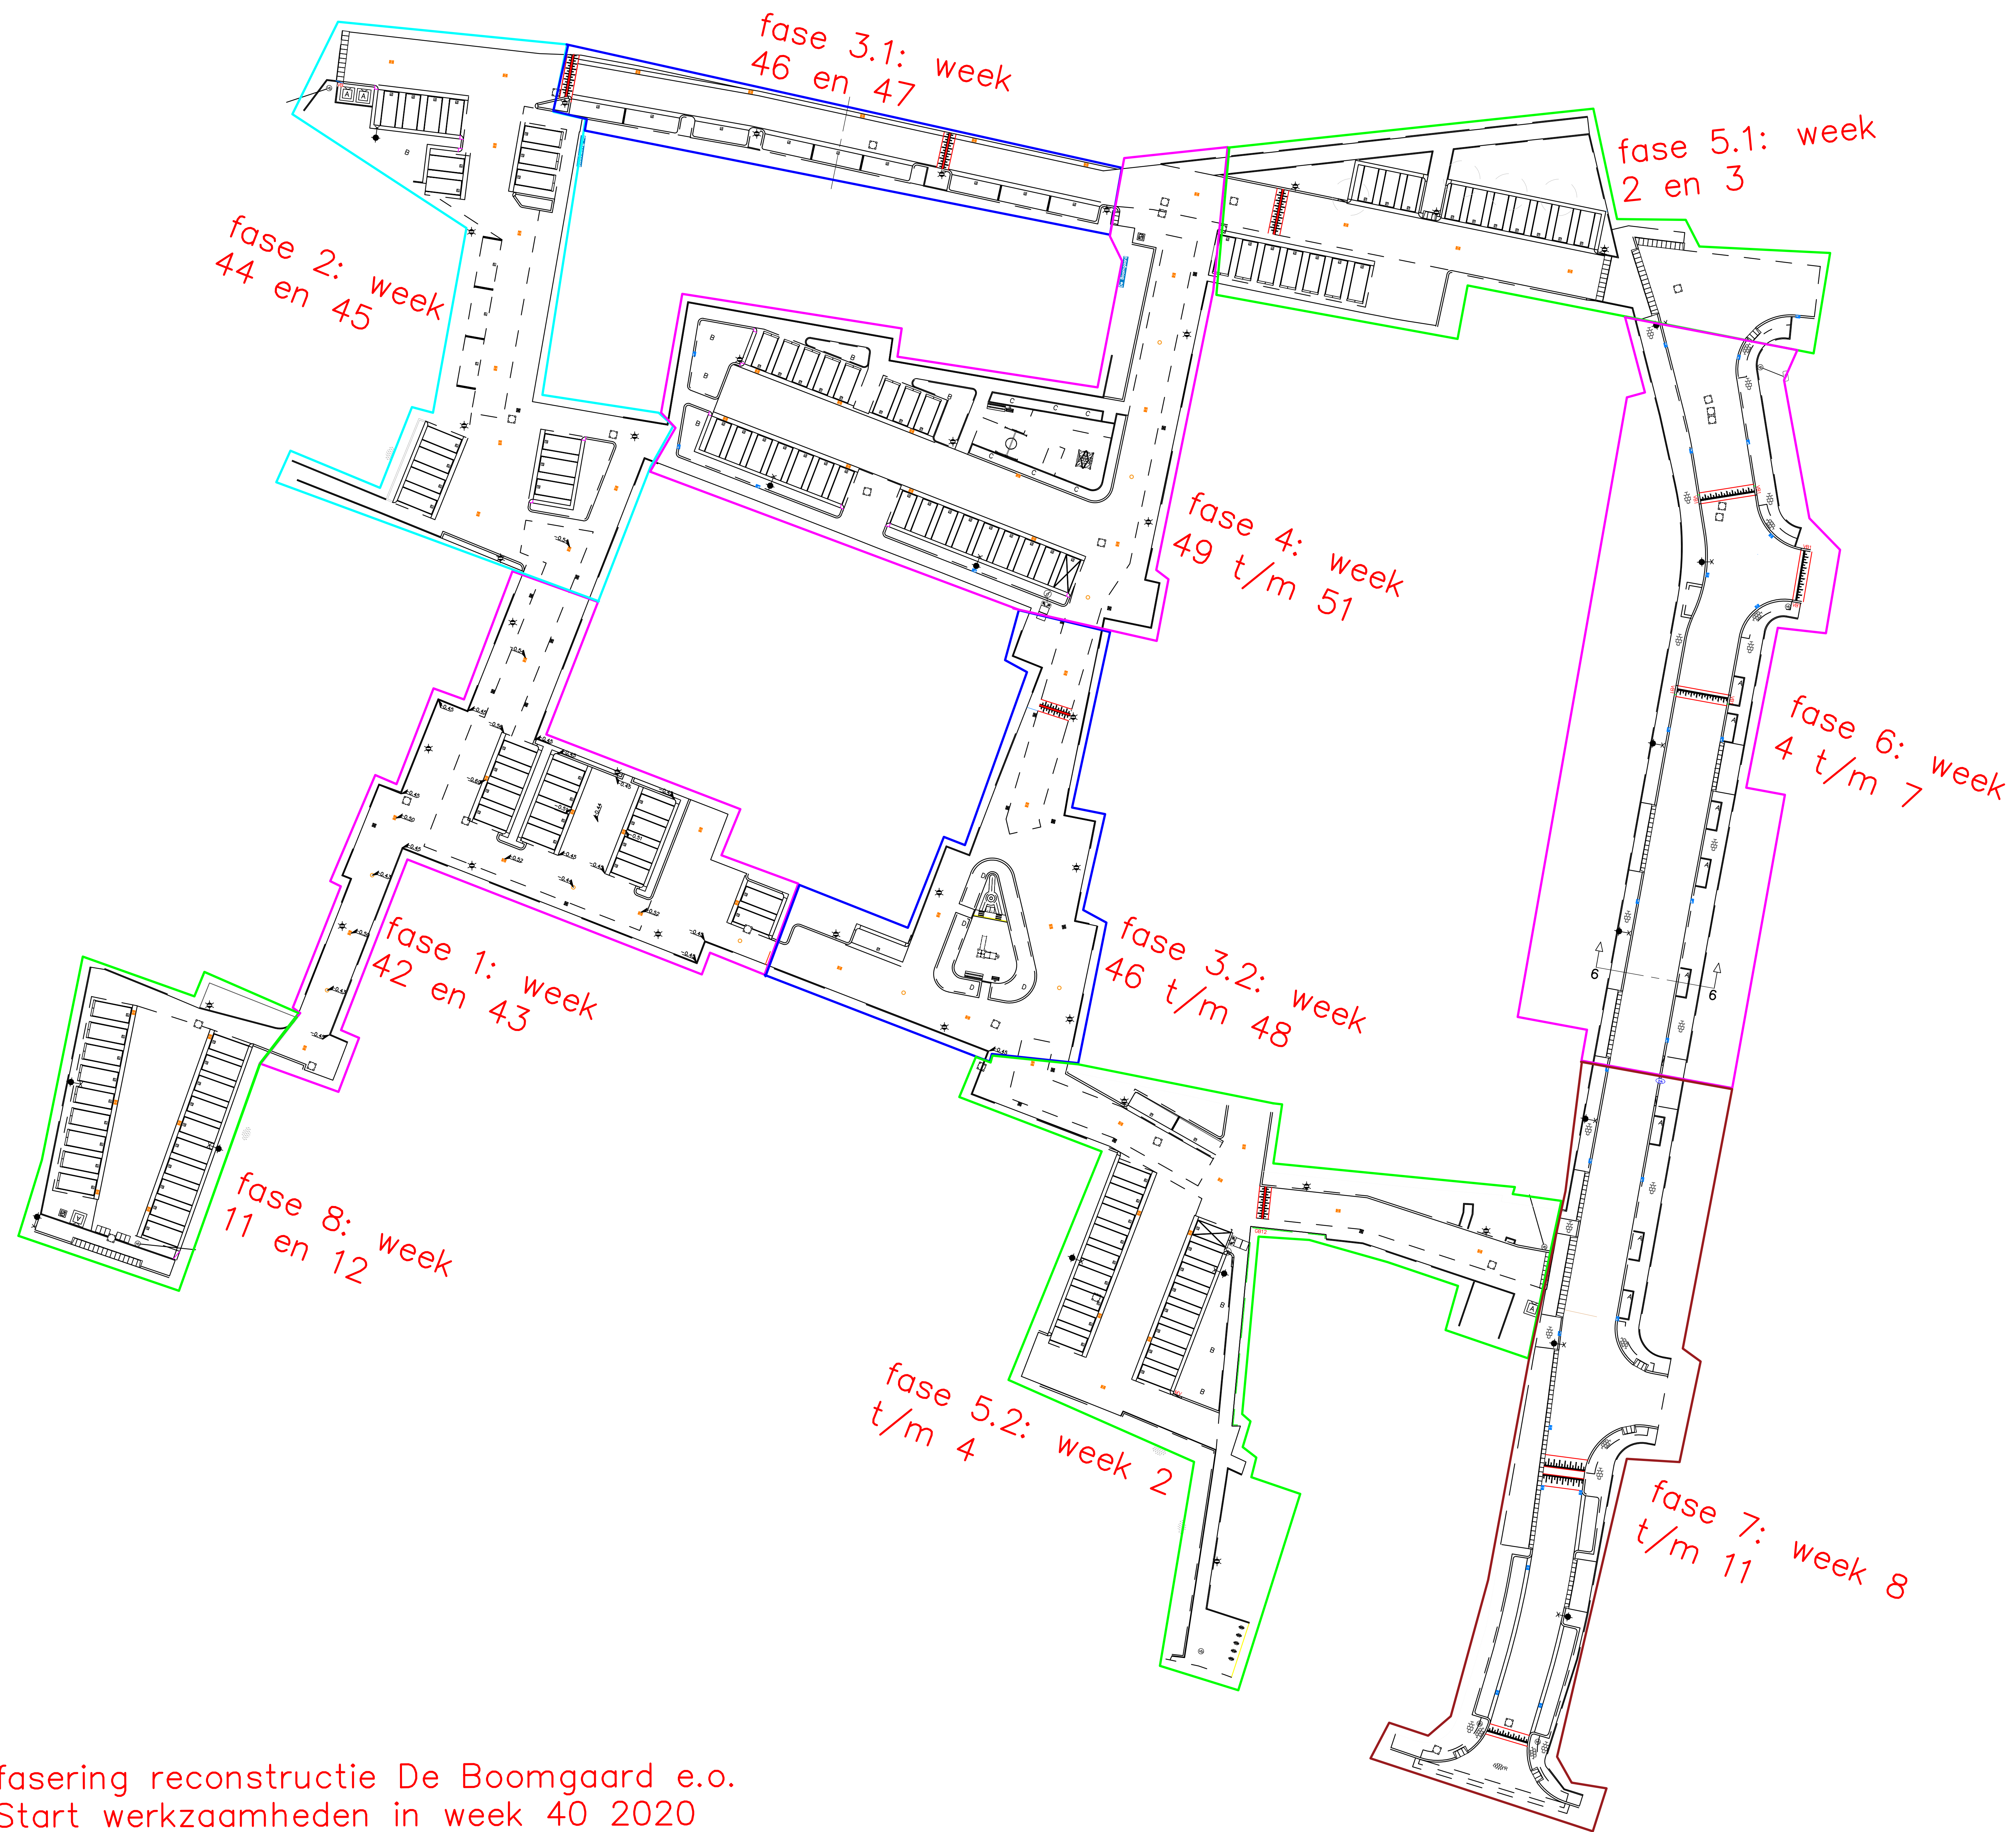 fase 3.1: week
46 en 47
fase 5.1: week
2 en 3
fase 2: week
44 en 45
fase 4: week
49 t/m 51
fase 6: week
4 t/m 7
fase 1: week
42 en 43
fase 3.2: week
46 t/m 48
6
6
fase 8: week
11 en 12
fase 5.2: week 2
t/m 4
fase 7: week 8
t/m 11
fasering reconstructie De Boomgaard e.o.
Start werkzaamheden in week 40 2020